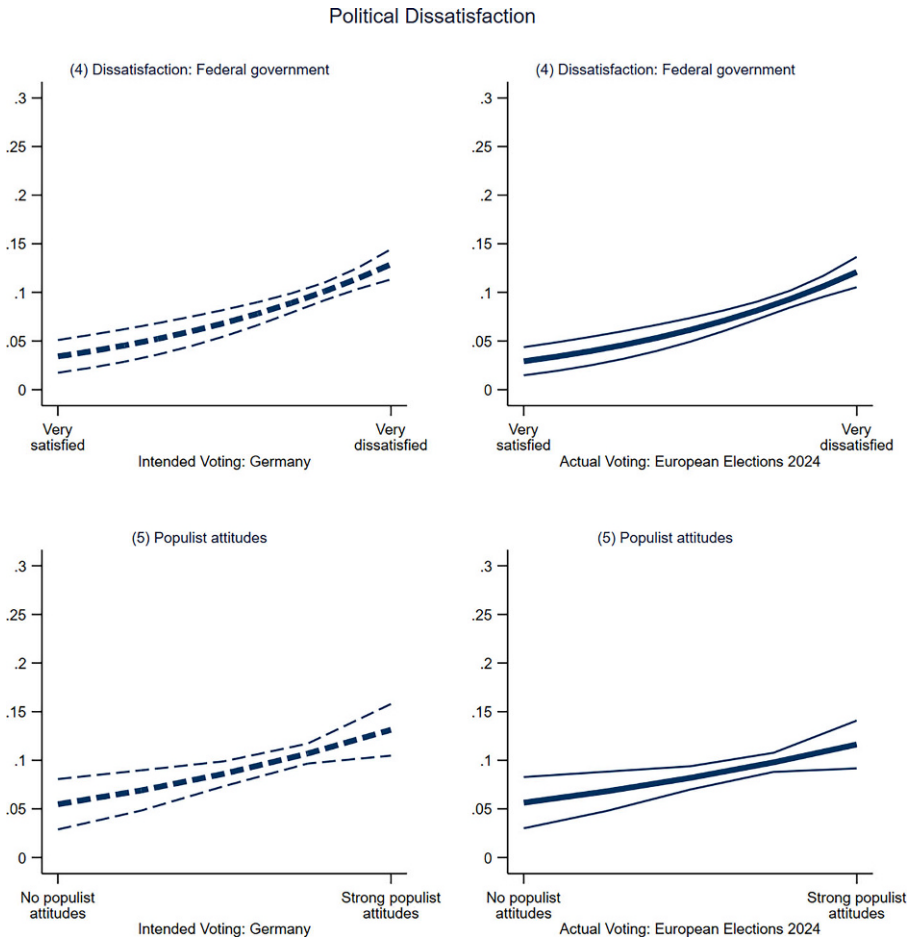 Political Dissatisfaction
(4) Dissatisfaction: Federal government
.3
.25
.2
.15
.1
.05
0
Very
satisfied
Very
dissatisfied
Intended Voting: Germany
(4) Dissatisfaction: Federal government
.3
.25
.2
.15
.1
.05
0
Very
satisfied
Very
dissatisfied
Actual Voting: European Elections 2024
(5) Populist attitudes
.3
.25
.2
.15
.1
.05
0
No populist
attitudes
Strong populist
attitudes
Intended Voting: Germany
(5) Populist attitudes
.3
.25
.2
.15
.1
.05
0
No populist
attitudes
Strong populist
attitudes
Actual Voting: European Elections 2024